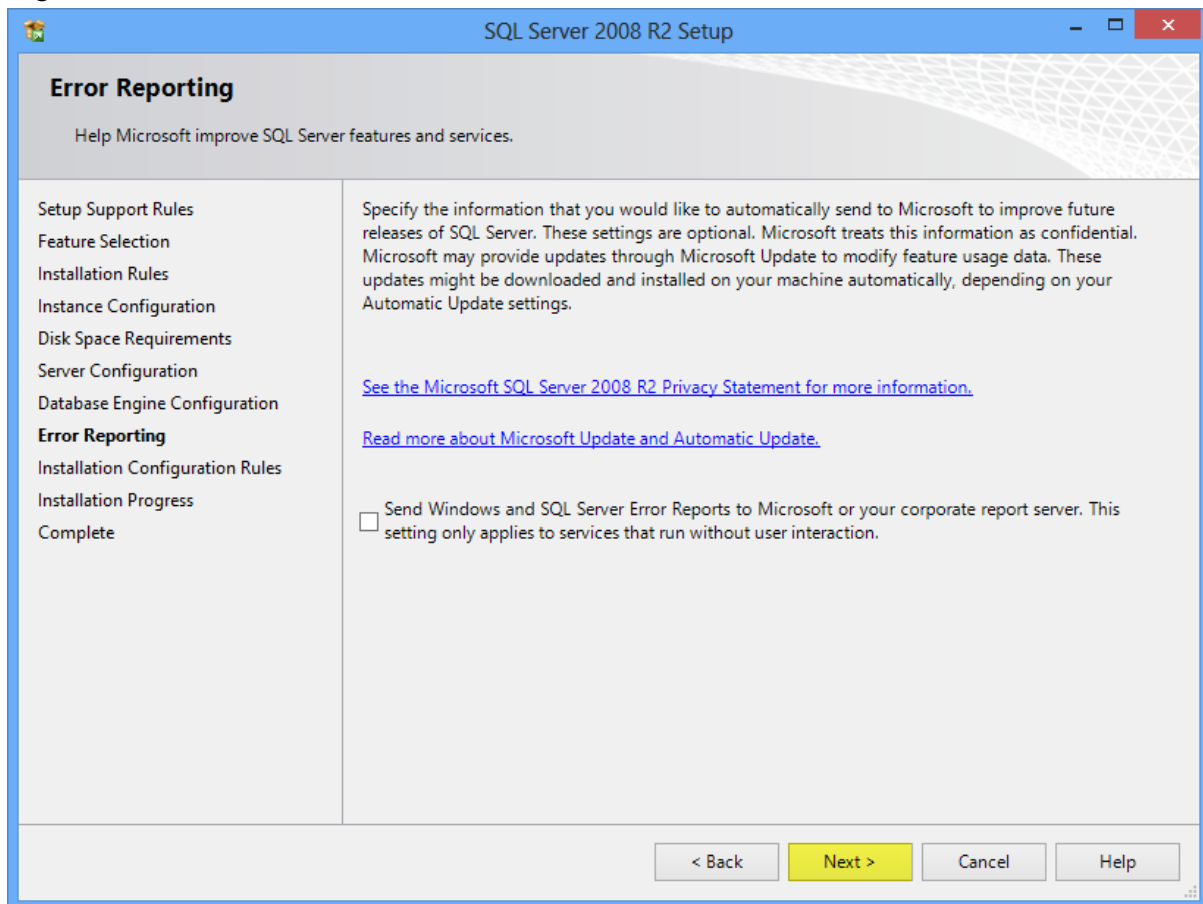 SQL Server 2008 R2 Setup
Error Reporting
Help Microsoft improve SQL Server features and services.
Setup Support Rules
Feature Selection
Installation Rules
Instance Configuration
Disk Space Requirements
Server Configuration
Database Engine Configuration
Error Reporting
Installation Configuration Rules
Installation Progress
Complete
Specify the information that you would like to automatically send to Microsoft to improve future
releases of SQL Server. These settings are optional. Microsoft treats this information as confidential.
Microsoft may provide updates through Microsoft Update to modify feature usage data. These
updates might be downloaded and installed on your machine automatically, depending on your
Automatic Update settings.
See the Microsoft SQL Server 2008 R2 Privacy Statement for more information.
Read more about Microsoft Update and Automatic Update.
Send Windows and SQL Server Error Reports to Microsoft or your corporate report server. This
setting only applies to services that run without user interaction.
< Back
Next >
Cancel
Help